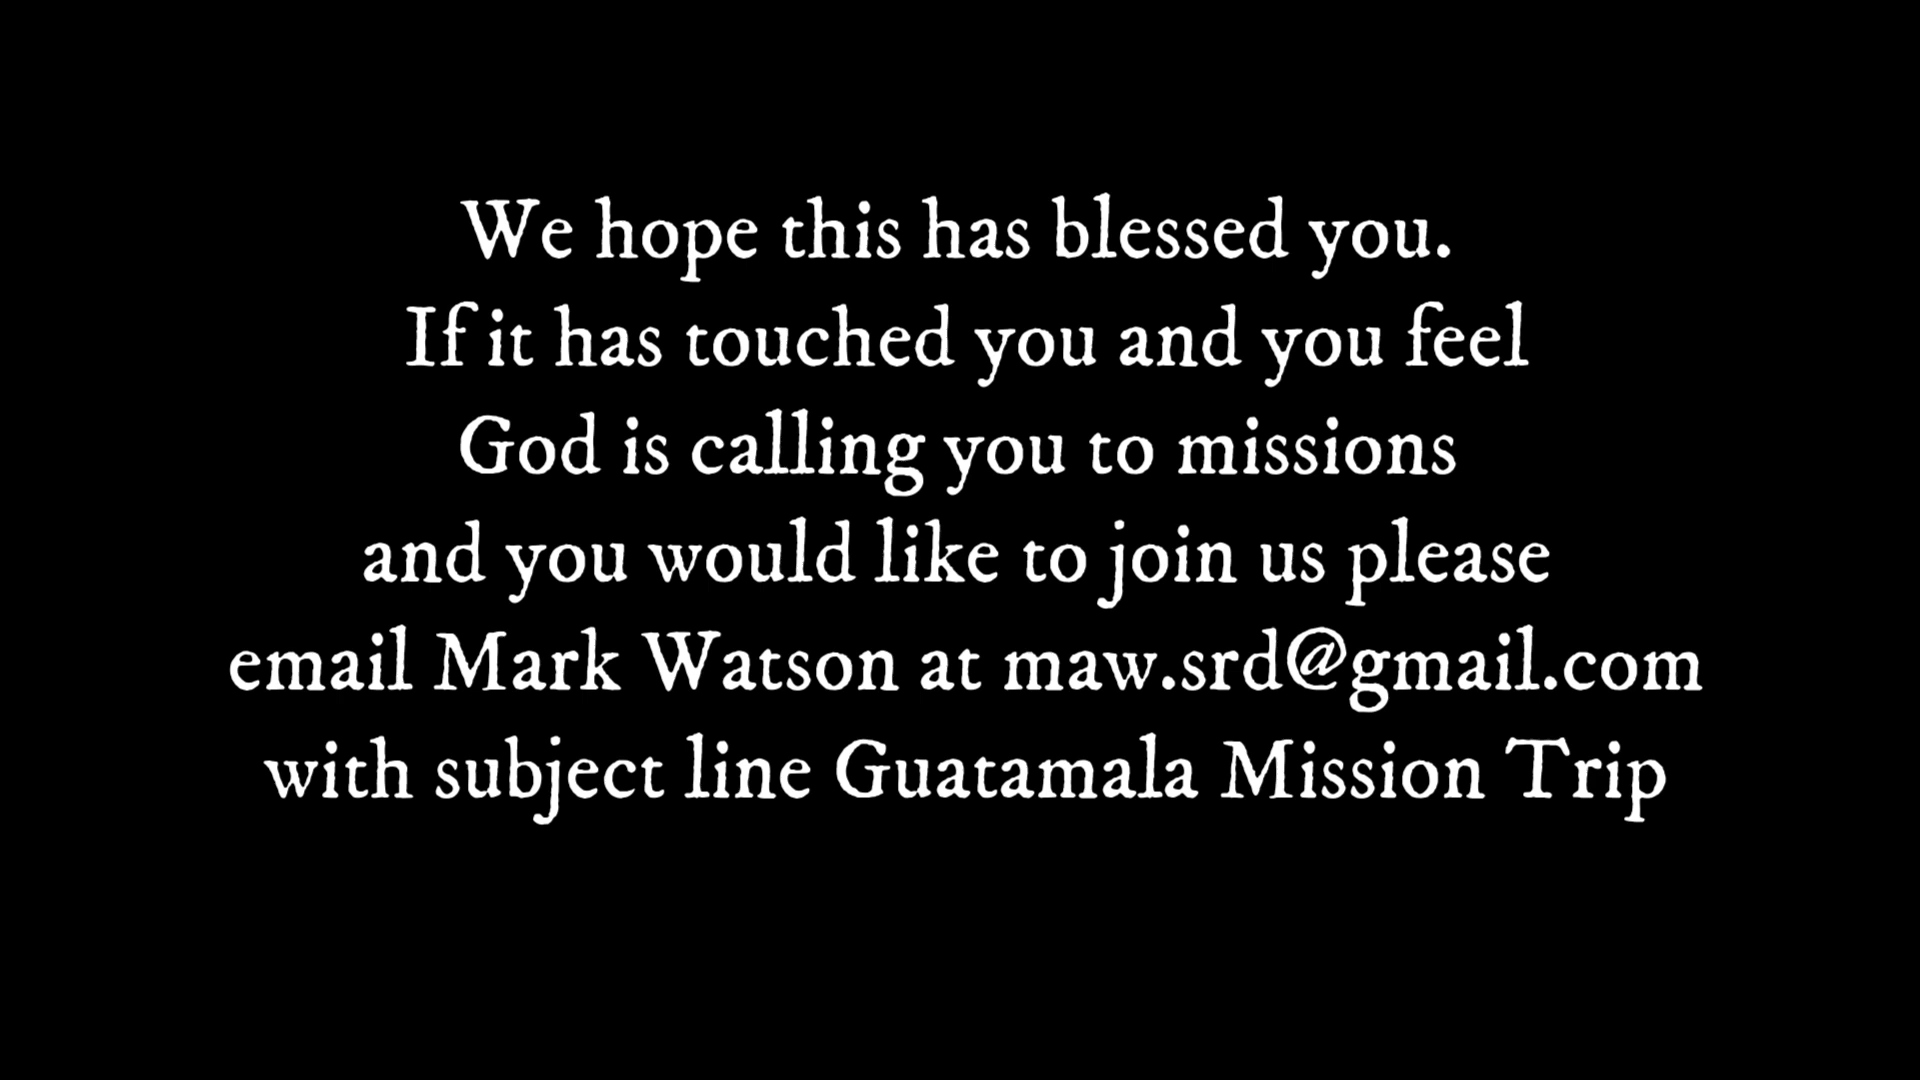 We hope this has blessed you.
If it has touched you and you feel
God is calling you to missions
and you would like to join us please
email Mark Watson at maw.srd@gmail.com
with subject line Guatamala Mission Trip